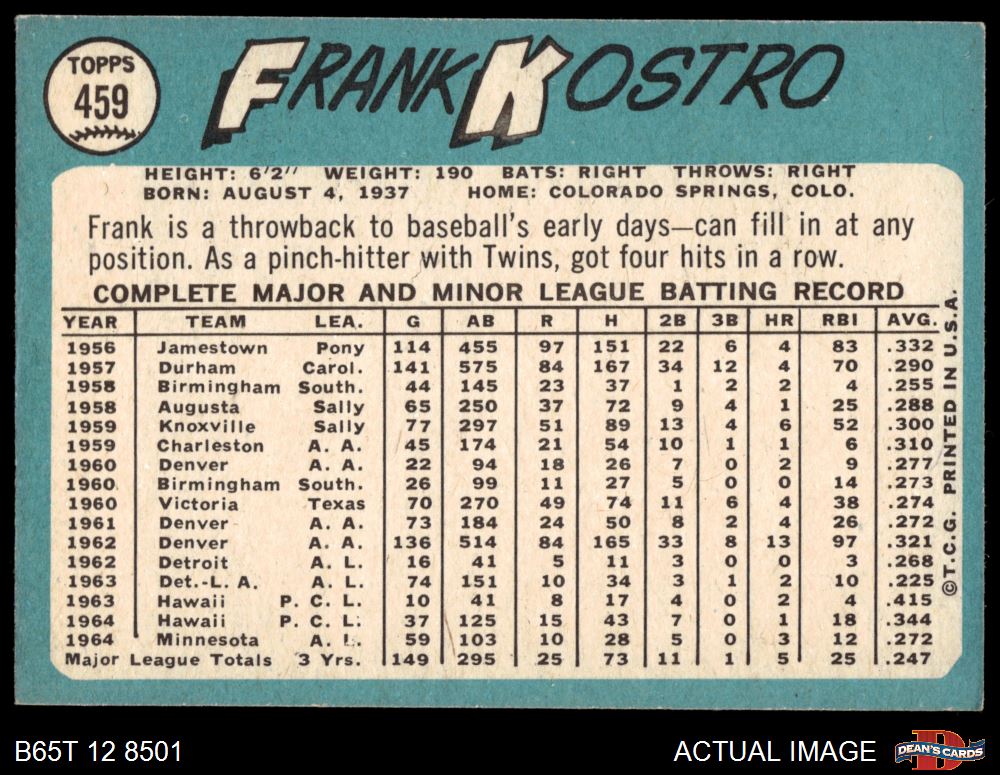 TOPPS
459
FRANK KOSTRO
HEIGHT: 6'2" WEIGHT: 190 BATS: RIGHT THROWS: RIGHT
BORN: AUGUST 4, 1937 HOME: COLORADO SPRINGS, COLO.
Frank is a throwback to baseball's early days—can fill in at any
position. As a pinch-hitter with Twins, got four hits in a row.
COMPLETE MAJOR AND MINOR LEAGUE BATTING RECORD
YEAR TEAM LEA. G AB R H 2B 3B HR RBI AVG.
1956 Jamestown Pony 114 455 97 151 22 6 4 83 .332
1957 Durham Carol. 141 575 84 167 34 12 4 70 .290
1958 Birmingham South. 44 145 23 37 1 2 2 4 .255
1958 Augusta Sally 65 250 37 72 9 4 1 25 .288
1959 Knoxville Sally 77 297 51 89 13 4 6 52 .300
1959 Charleston A. A. 45 174 21 54 10 1 1 6 .310
1960 Denver A. A. 22 94 18 26 7 0 2 9 .277
1960 Birmingham South. 26 99 11 27 5 0 0 14 .273
1960 Victoria Texas 70 270 49 74 11 6 4 38 .274
1961 Denver A. A. 73 184 24 50 8 2 4 26 .272
1962 Denver A. A. 136 514 84 165 33 8 13 97 .321
1962 Detroit A. L. 16 41 5 11 3 0 0 3 .268
1963 Det.-L. A. A. L. 74 151 10 34 3 1 2 10 .225
1963 Hawaii P. C. L. 10 41 8 17 4 0 2 4 .415
1964 Hawaii P. C. L. 37 125 15 43 7 0 1 18 .344
1964 Minnesota A. L. 59 103 10 28 5 0 3 12 .272
Major League Totals 3 Yrs. 149 295 25 73 11 1 5 25 .247
©T.C.G. PRINTED IN U.S.A.
B65T 12 8501
ACTUAL IMAGE
D
DEAN'S CARDS